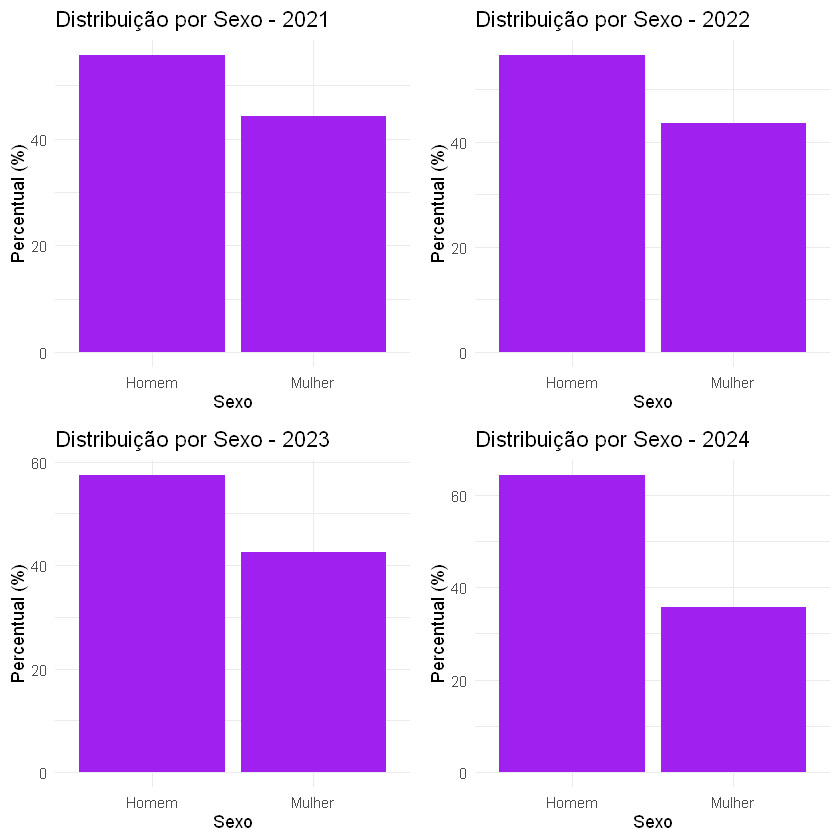 Distribuição por Sexo - 2021
Percentual (%)
40
20
0
Homem Mulher
Sexo
Distribuição por Sexo - 2022
Percentual (%)
40
20
0
Homem Mulher
Sexo
Distribuição por Sexo - 2023
Percentual (%)
60
40
20
0
Homem Mulher
Sexo
Distribuição por Sexo - 2024
Percentual (%)
60
40
20
0
Homem Mulher
Sexo